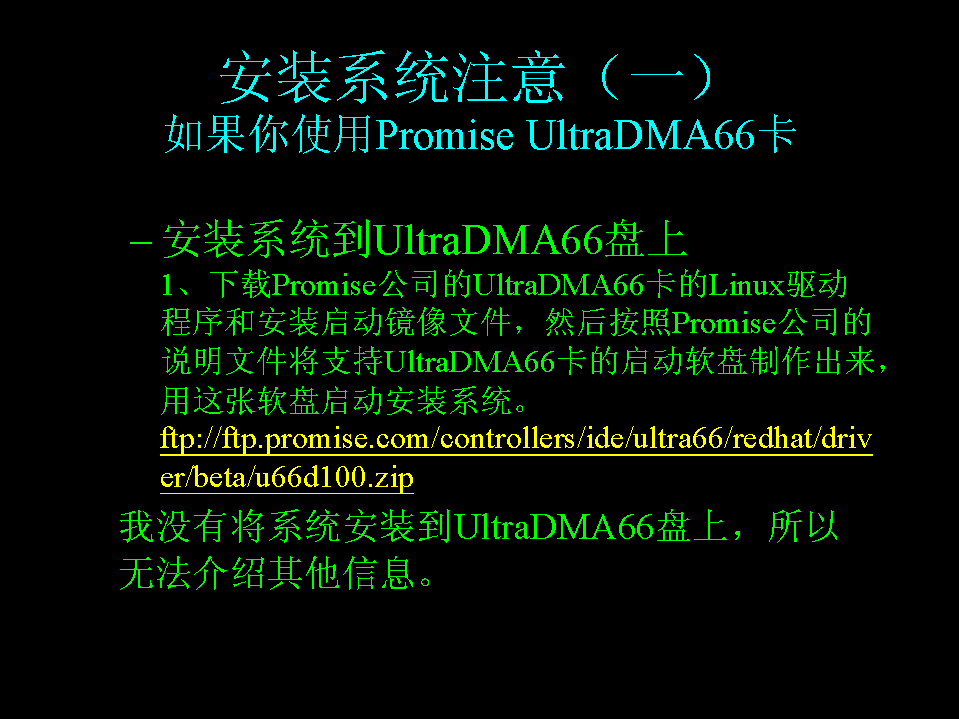 安装系统注意（一）
如果你使用Promise UltraDMA66卡
– 安装系统到UltraDMA66盘上
1、下载Promise公司的UltraDMA66卡的Linux驱动
程序和安装启动镜像文件，然后按照Promise公司的
说明文件将支持UltraDMA66卡的启动软盘制作出来，
用这张软盘启动安装系统。
ftp://ftp.promise.com/controllers/ide/ultra66/redhat/driv
er/beta/u66d100.zip
我没有将系统安装到UltraDMA66盘上，所以
无法介绍其他信息。